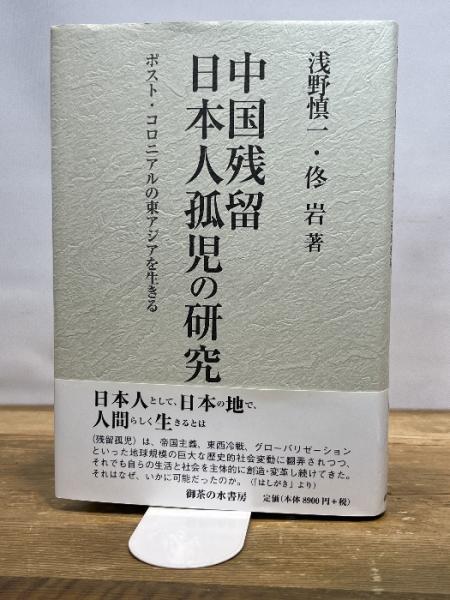 浅野慎一・佟 岩 著
中国残留
日本人孤児の研究
ポスト・コロニアルの東アジアを生きる
日本人として、日本の地で、
人間らしく生きるとは
〈残留孤児〉は、帝国主義、東西冷戦、グローバリゼーション
といった地球規模の巨大な歴史的社会変動に翻弄されつつ、
それでも自らの生活と社会を主体的に創造・変革し続けてきた。
それはなぜ、いかに可能だったのか。（「はしがき」より）
御茶の水書房
定価(本体8900円+税)